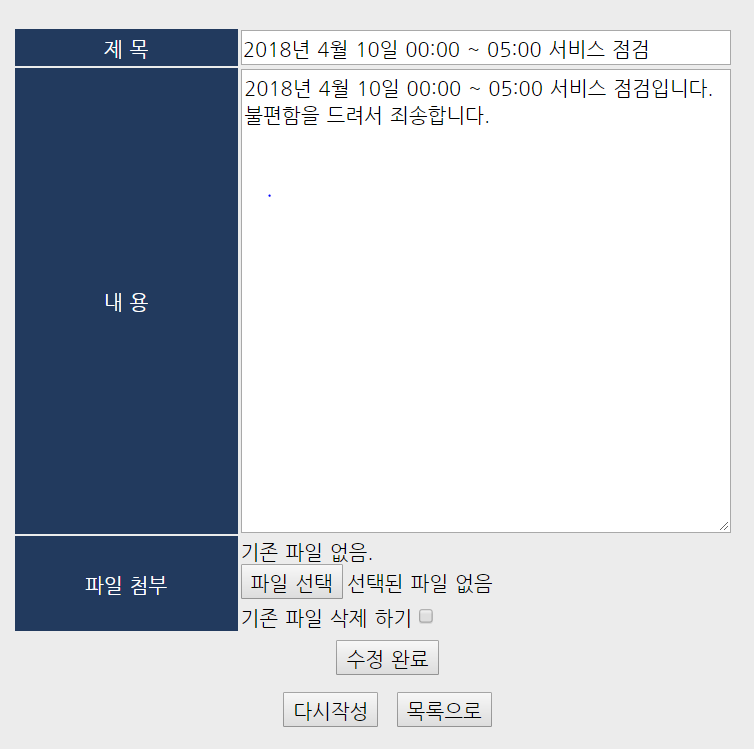 제 목
2018년 4월 10일 00:00 ~ 05:00 서비스 점검
내 용
2018년 4월 10일 00:00 ~ 05:00 서비스 점검입니다.
불편함을 드려서 죄송합니다.
.
파일 첨부
기존 파일 없음.
파일 선택 선택된 파일 없음
기존 파일 삭제 하기
수정 완료
다시작성 목록으로